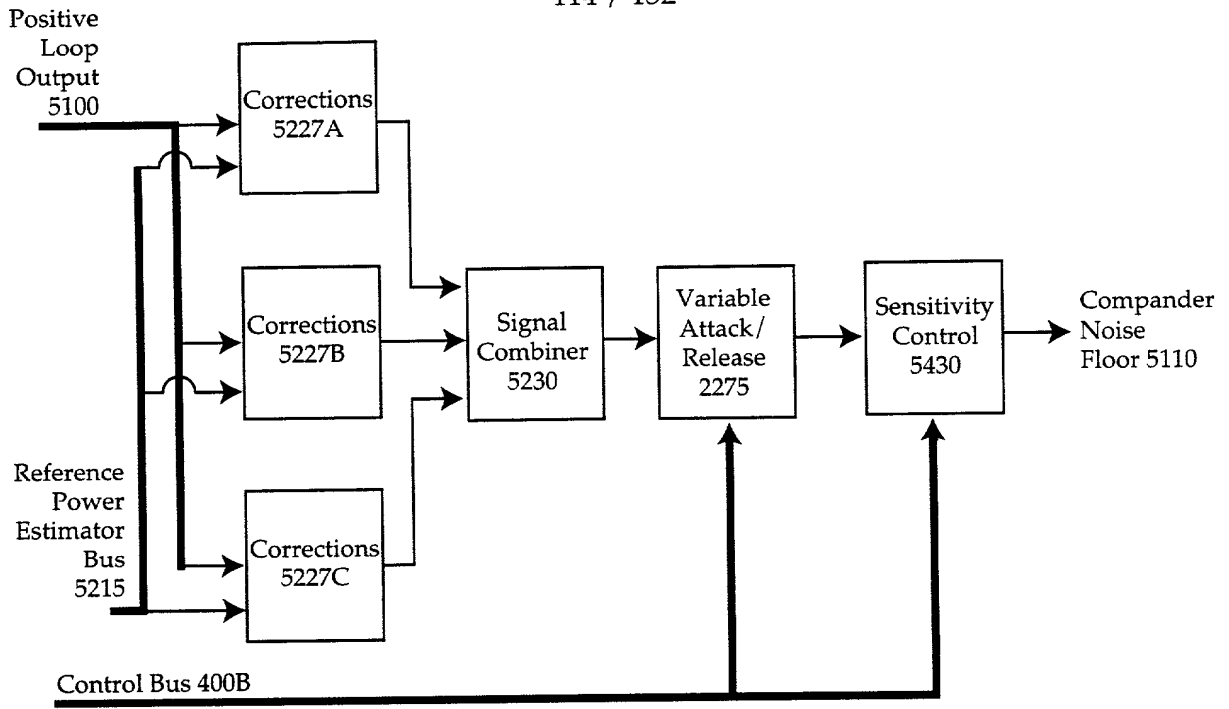 Positive
Loop
Output
5100
Corrections
5227A
Corrections
5227B
Signal
Combiner
5230
Variable
Attack/
Release
2275
Sensitivity
Control
5430
Compander
Noise
Floor 5110
Reference
Power
Estimator
Bus
5215
Corrections
5227C
Control Bus 400B